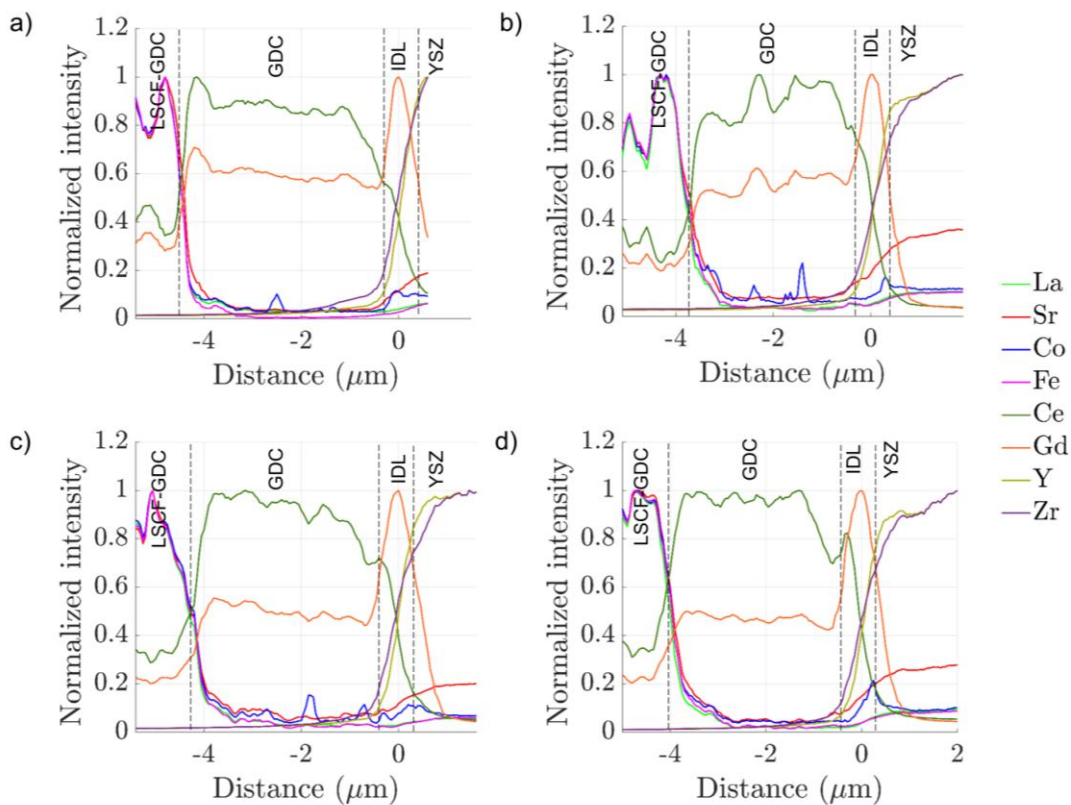 a)
Normalized intensity
1.2
1
0.8
0.6
0.4
0.2
0
LSCF-GDC
GDC
IDL
YSZ
-4
-2
0
Distance (μm)
b)
Normalized intensity
1.2
1
0.8
0.6
0.4
0.2
0
LSCF-GDC
GDC
IDL
YSZ
-4
-2
0
Distance (μm)
c)
Normalized intensity
1.2
1
0.8
0.6
0.4
0.2
0
LSCF-GDC
GDC
IDL
YSZ
-4
-2
0
Distance (μm)
d)
Normalized intensity
1.2
1
0.8
0.6
0.4
0.2
0
LSCF-GDC
GDC
IDL
YSZ
-4
-2
0
2
Distance (μm)
La
Sr
Co
Fe
Ce
Gd
Y
Zr